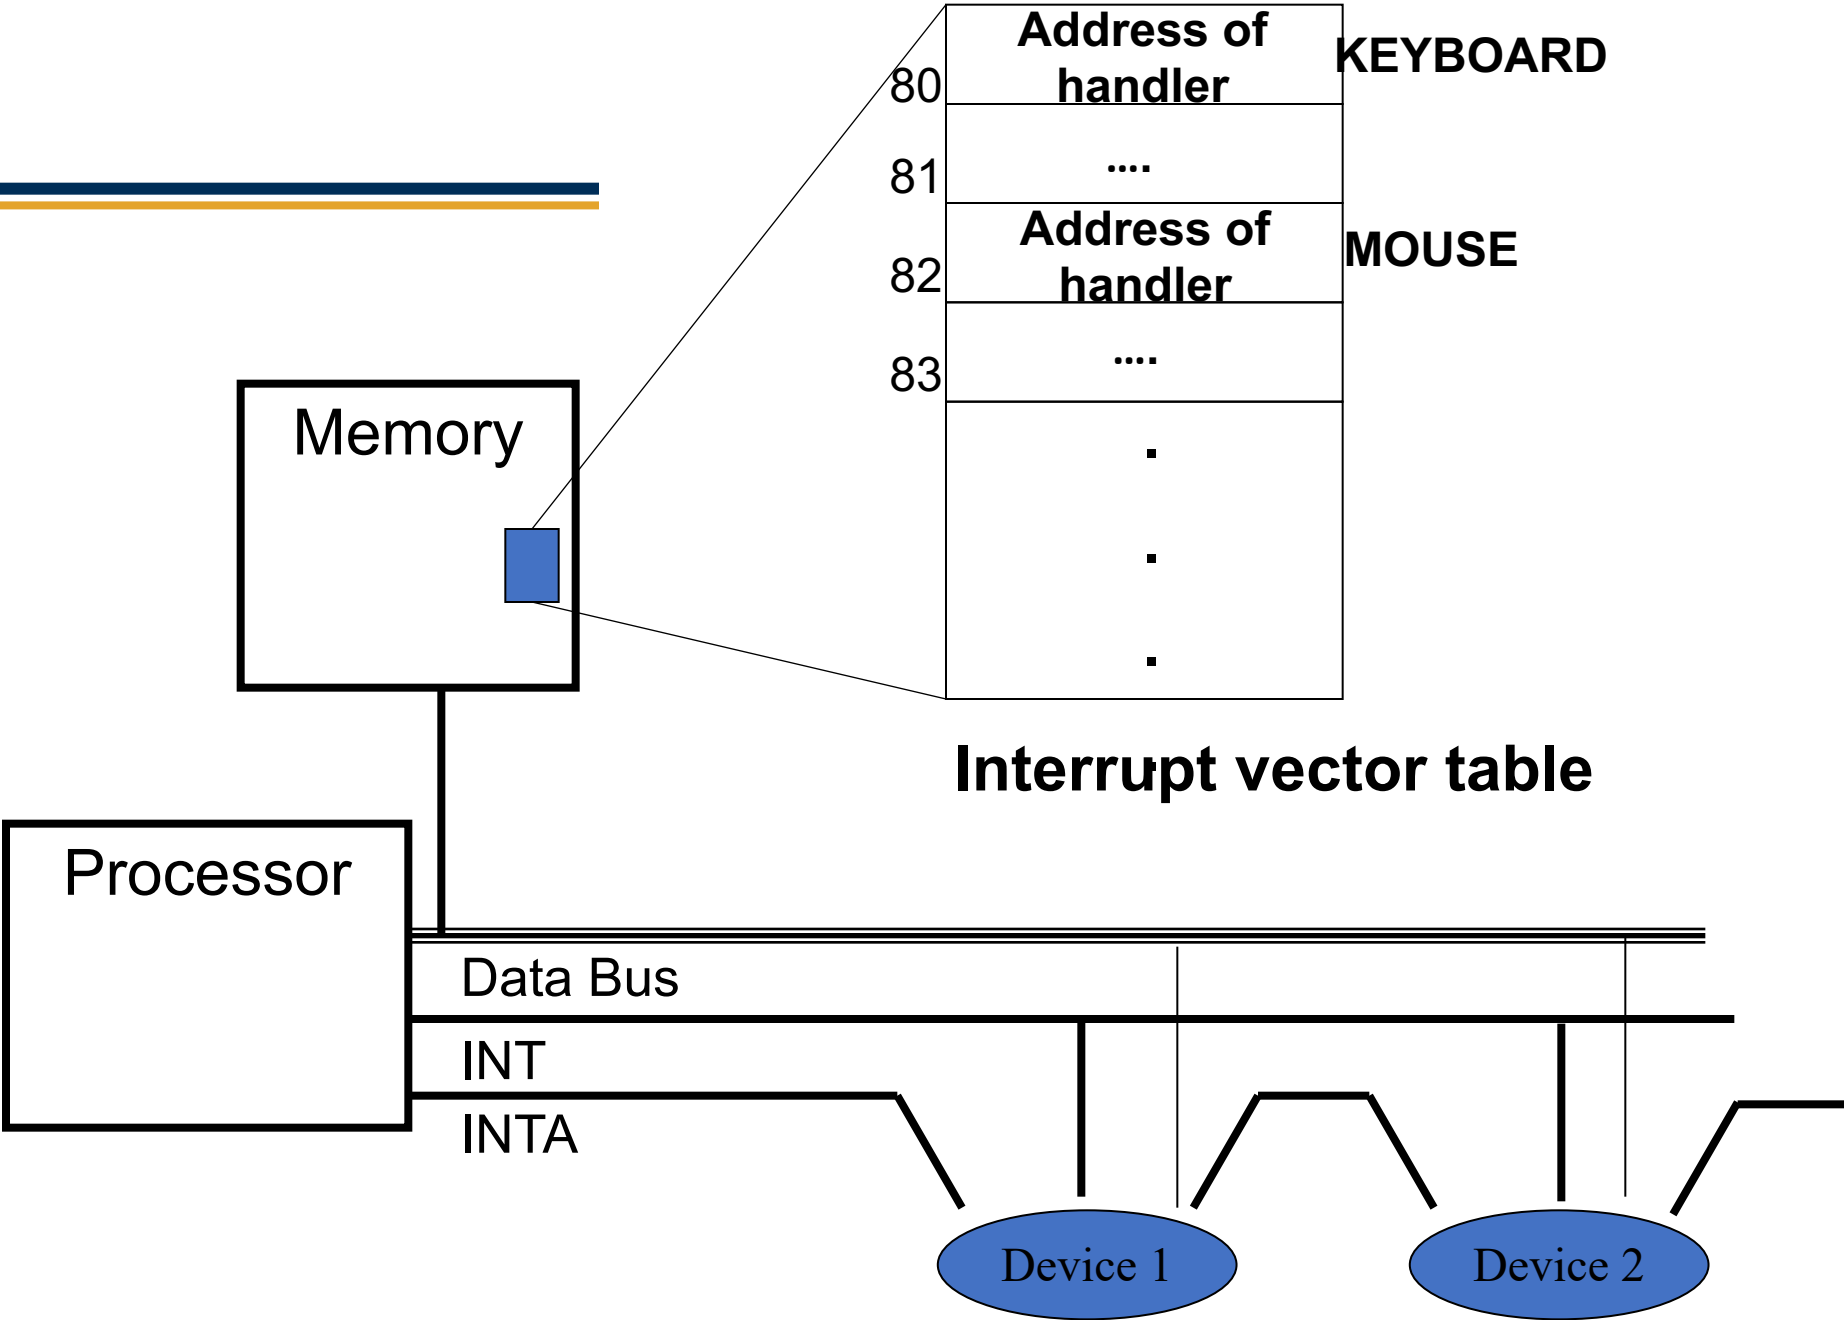 Address of
handler
KEYBOARD
80
....
81
Address of
handler
MOUSE
82
....
83
.
.
.
.
Memory
Interrupt vector table
Processor
Data Bus
INT
INTA
Device 1
Device 2